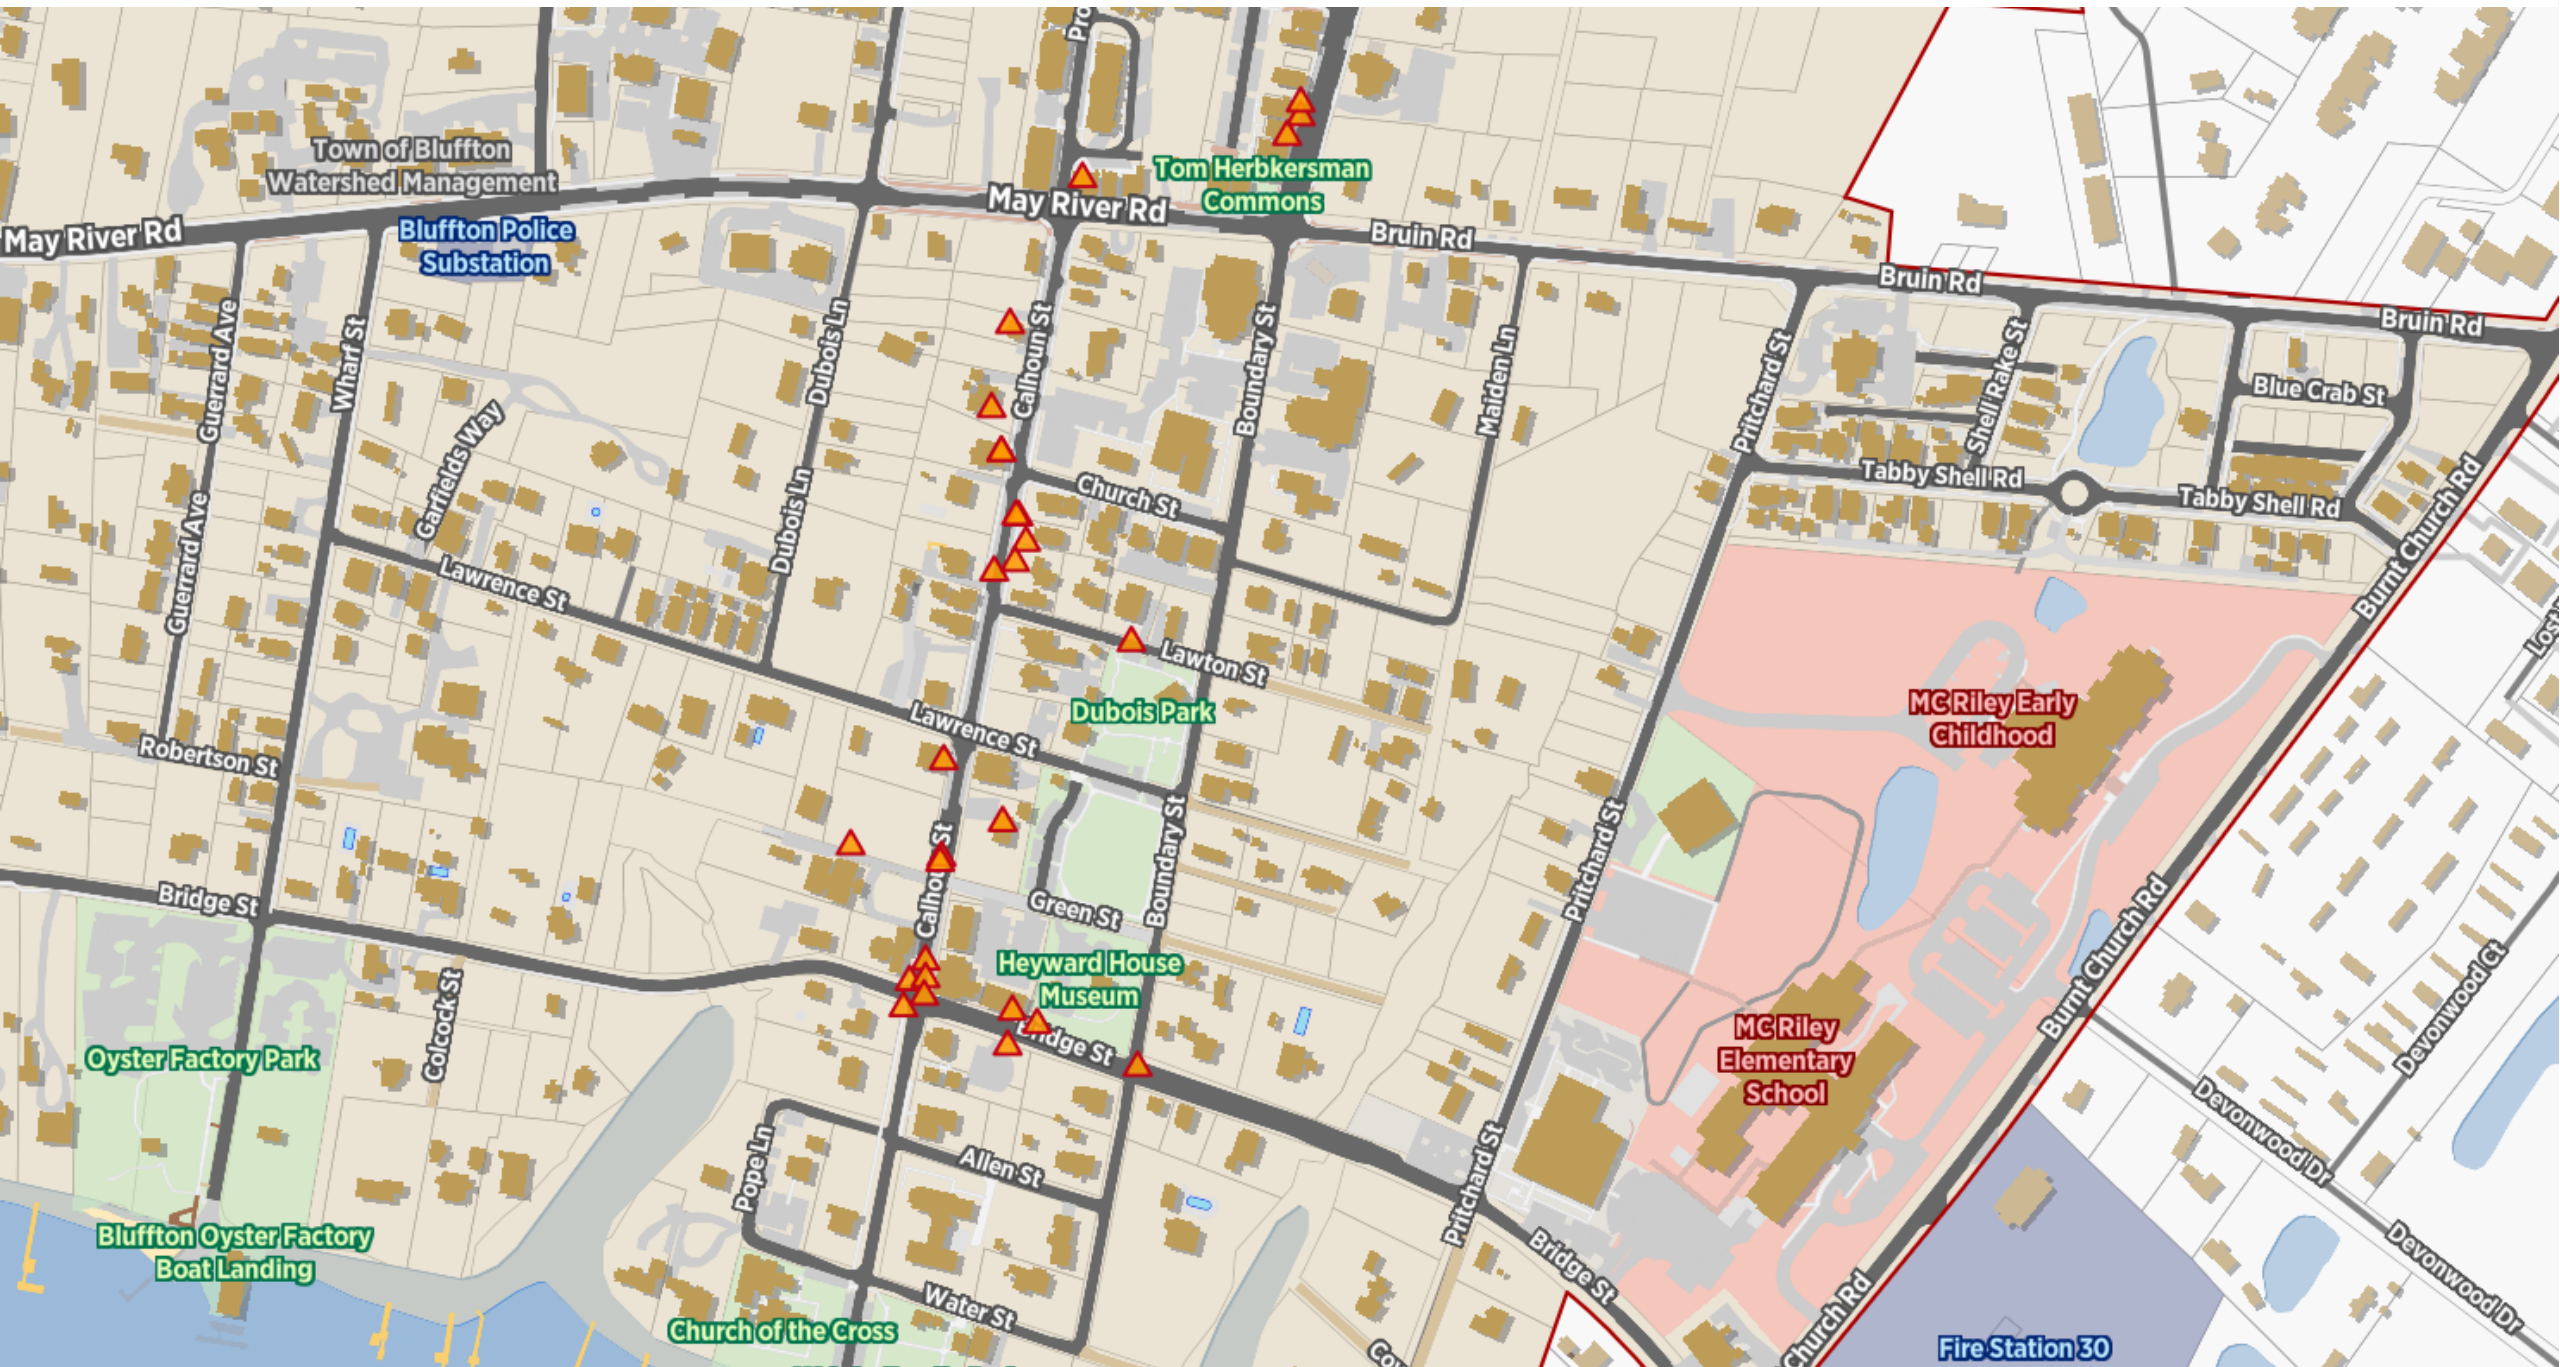 Pro
Town of Bluffton
Watershed Management
Tom Herbkersman
Commons
May River Rd
May River Rd
Bluffton Police
Substation
Bruin Rd
Bruin Rd
Bruin Rd
Guerrard Ave
Wharf St
Dubois Ln
Calhoun St
Boundary St
Maiden Ln
Pritchard St
Shell Rake St
Blue Crab St
Garfields Way
Church St
Tabby Shell Rd
Tabby Shell Rd
Burnt Church Rd
Guerrard Ave
Dubois Ln
Lawrence St
Lawton St
Lost
Dubois Park
MC Riley Early
Childhood
Lawrence St
Robertson St
Calhou
St
Boundary St
Pritchard St
Bridge St
Green St
Burnt Church Rd
Heyward House
Museum
Devonwood Ct
Colcock St
Oyster Factory Park
idge St
MC Riley
Elementary
School
Devonwood Dr
Pope Ln
Allen St
Pritchard St
Bluffton Oyster Factory
Boat Landing
Bridge St
Devonwood Dr
Water St
Church of the Cross
Church Rd
Fire Station 30